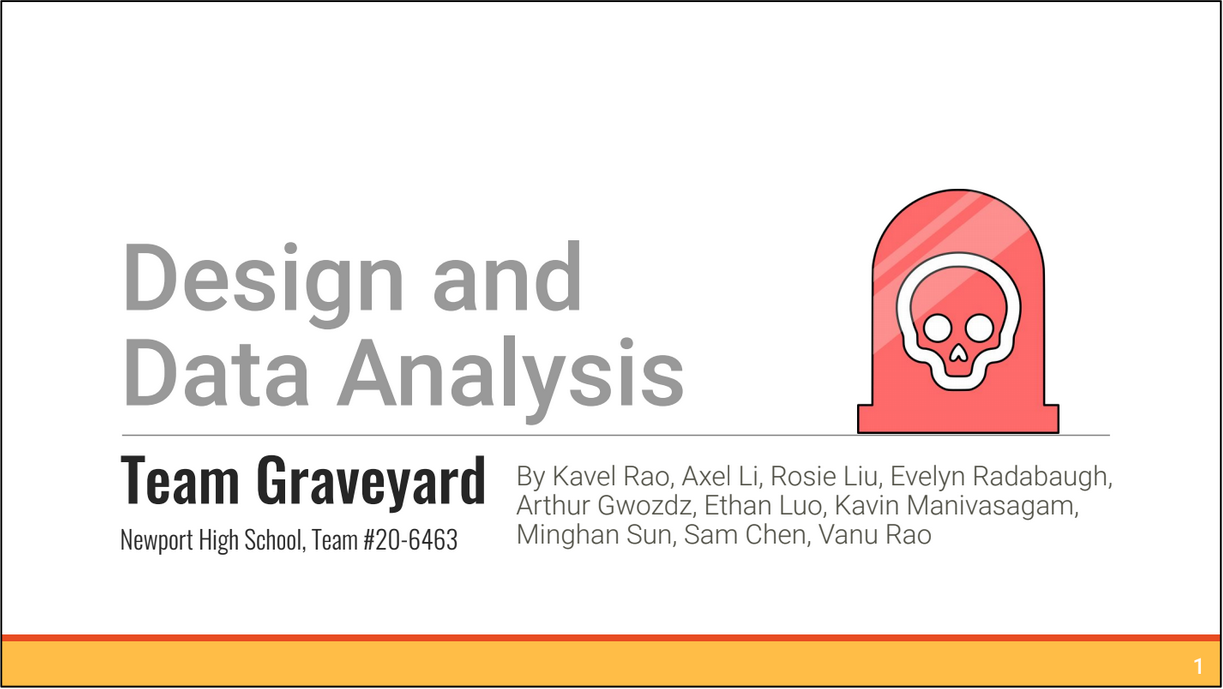 Design and
Data Analysis
Team Graveyard
Newport High School, Team #20-6463
By Kavel Rao, Axel Li, Rosie Liu, Evelyn Radabaugh,
Arthur Gwozdz, Ethan Luo, Kavin Manivasagam,
Minghan Sun, Sam Chen, Vanu Rao
1